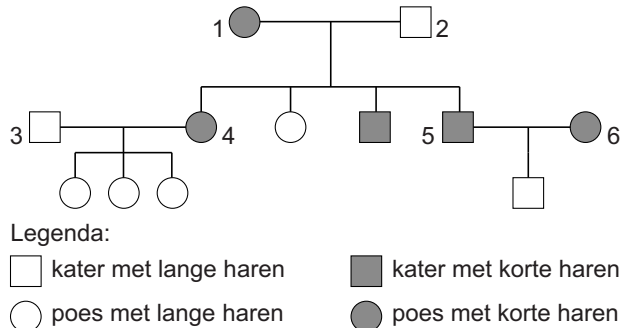 1 2
3 4 5 6
Legenda:
kater met lange haren kater met korte haren
poes met lange haren poes met korte haren